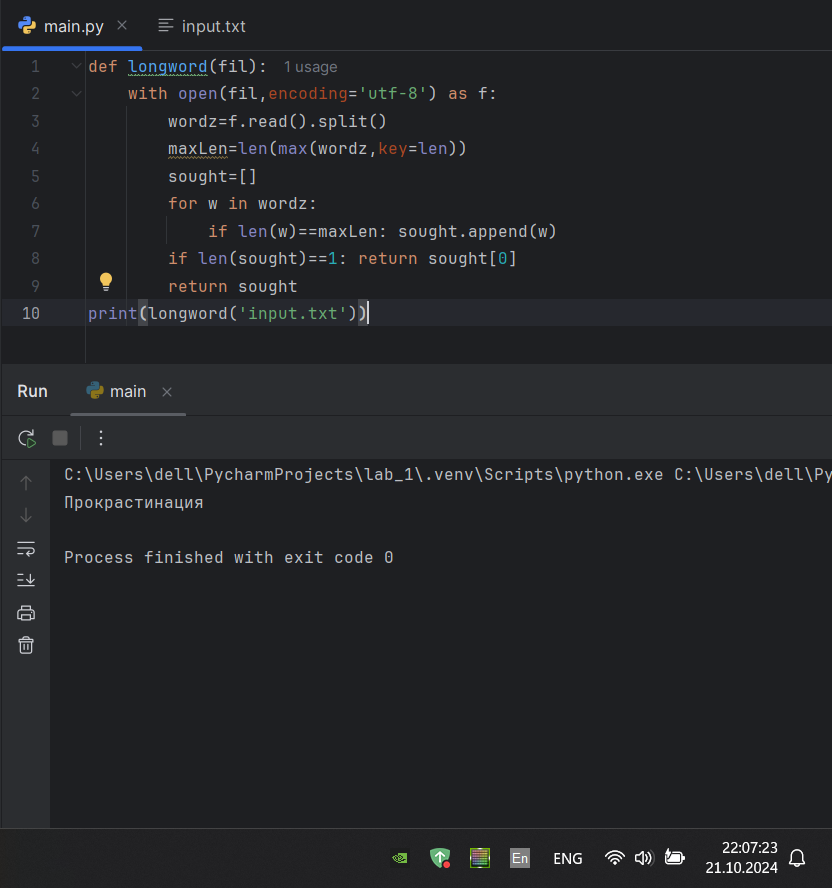 main.py
input.txt
1 def longword(fil): 1 usage
2     with open(fil,encoding='utf-8') as f:
3         wordz=f.read().split()
4         maxLen=len(max(wordz,key=len))
5         sought=[]
6         for w in wordz:
7             if len(w)==maxLen: sought.append(w)
8         if len(sought)==1: return sought[0]
9         return sought
10 print(longword('input.txt'))
Run main
C:\Users\dell\PycharmProjects\lab_1\.venv\Scripts\python.exe C:\Users\dell\Py
Прокрастинация
Process finished with exit code 0
En ENG 22:07:23
21.10.2024